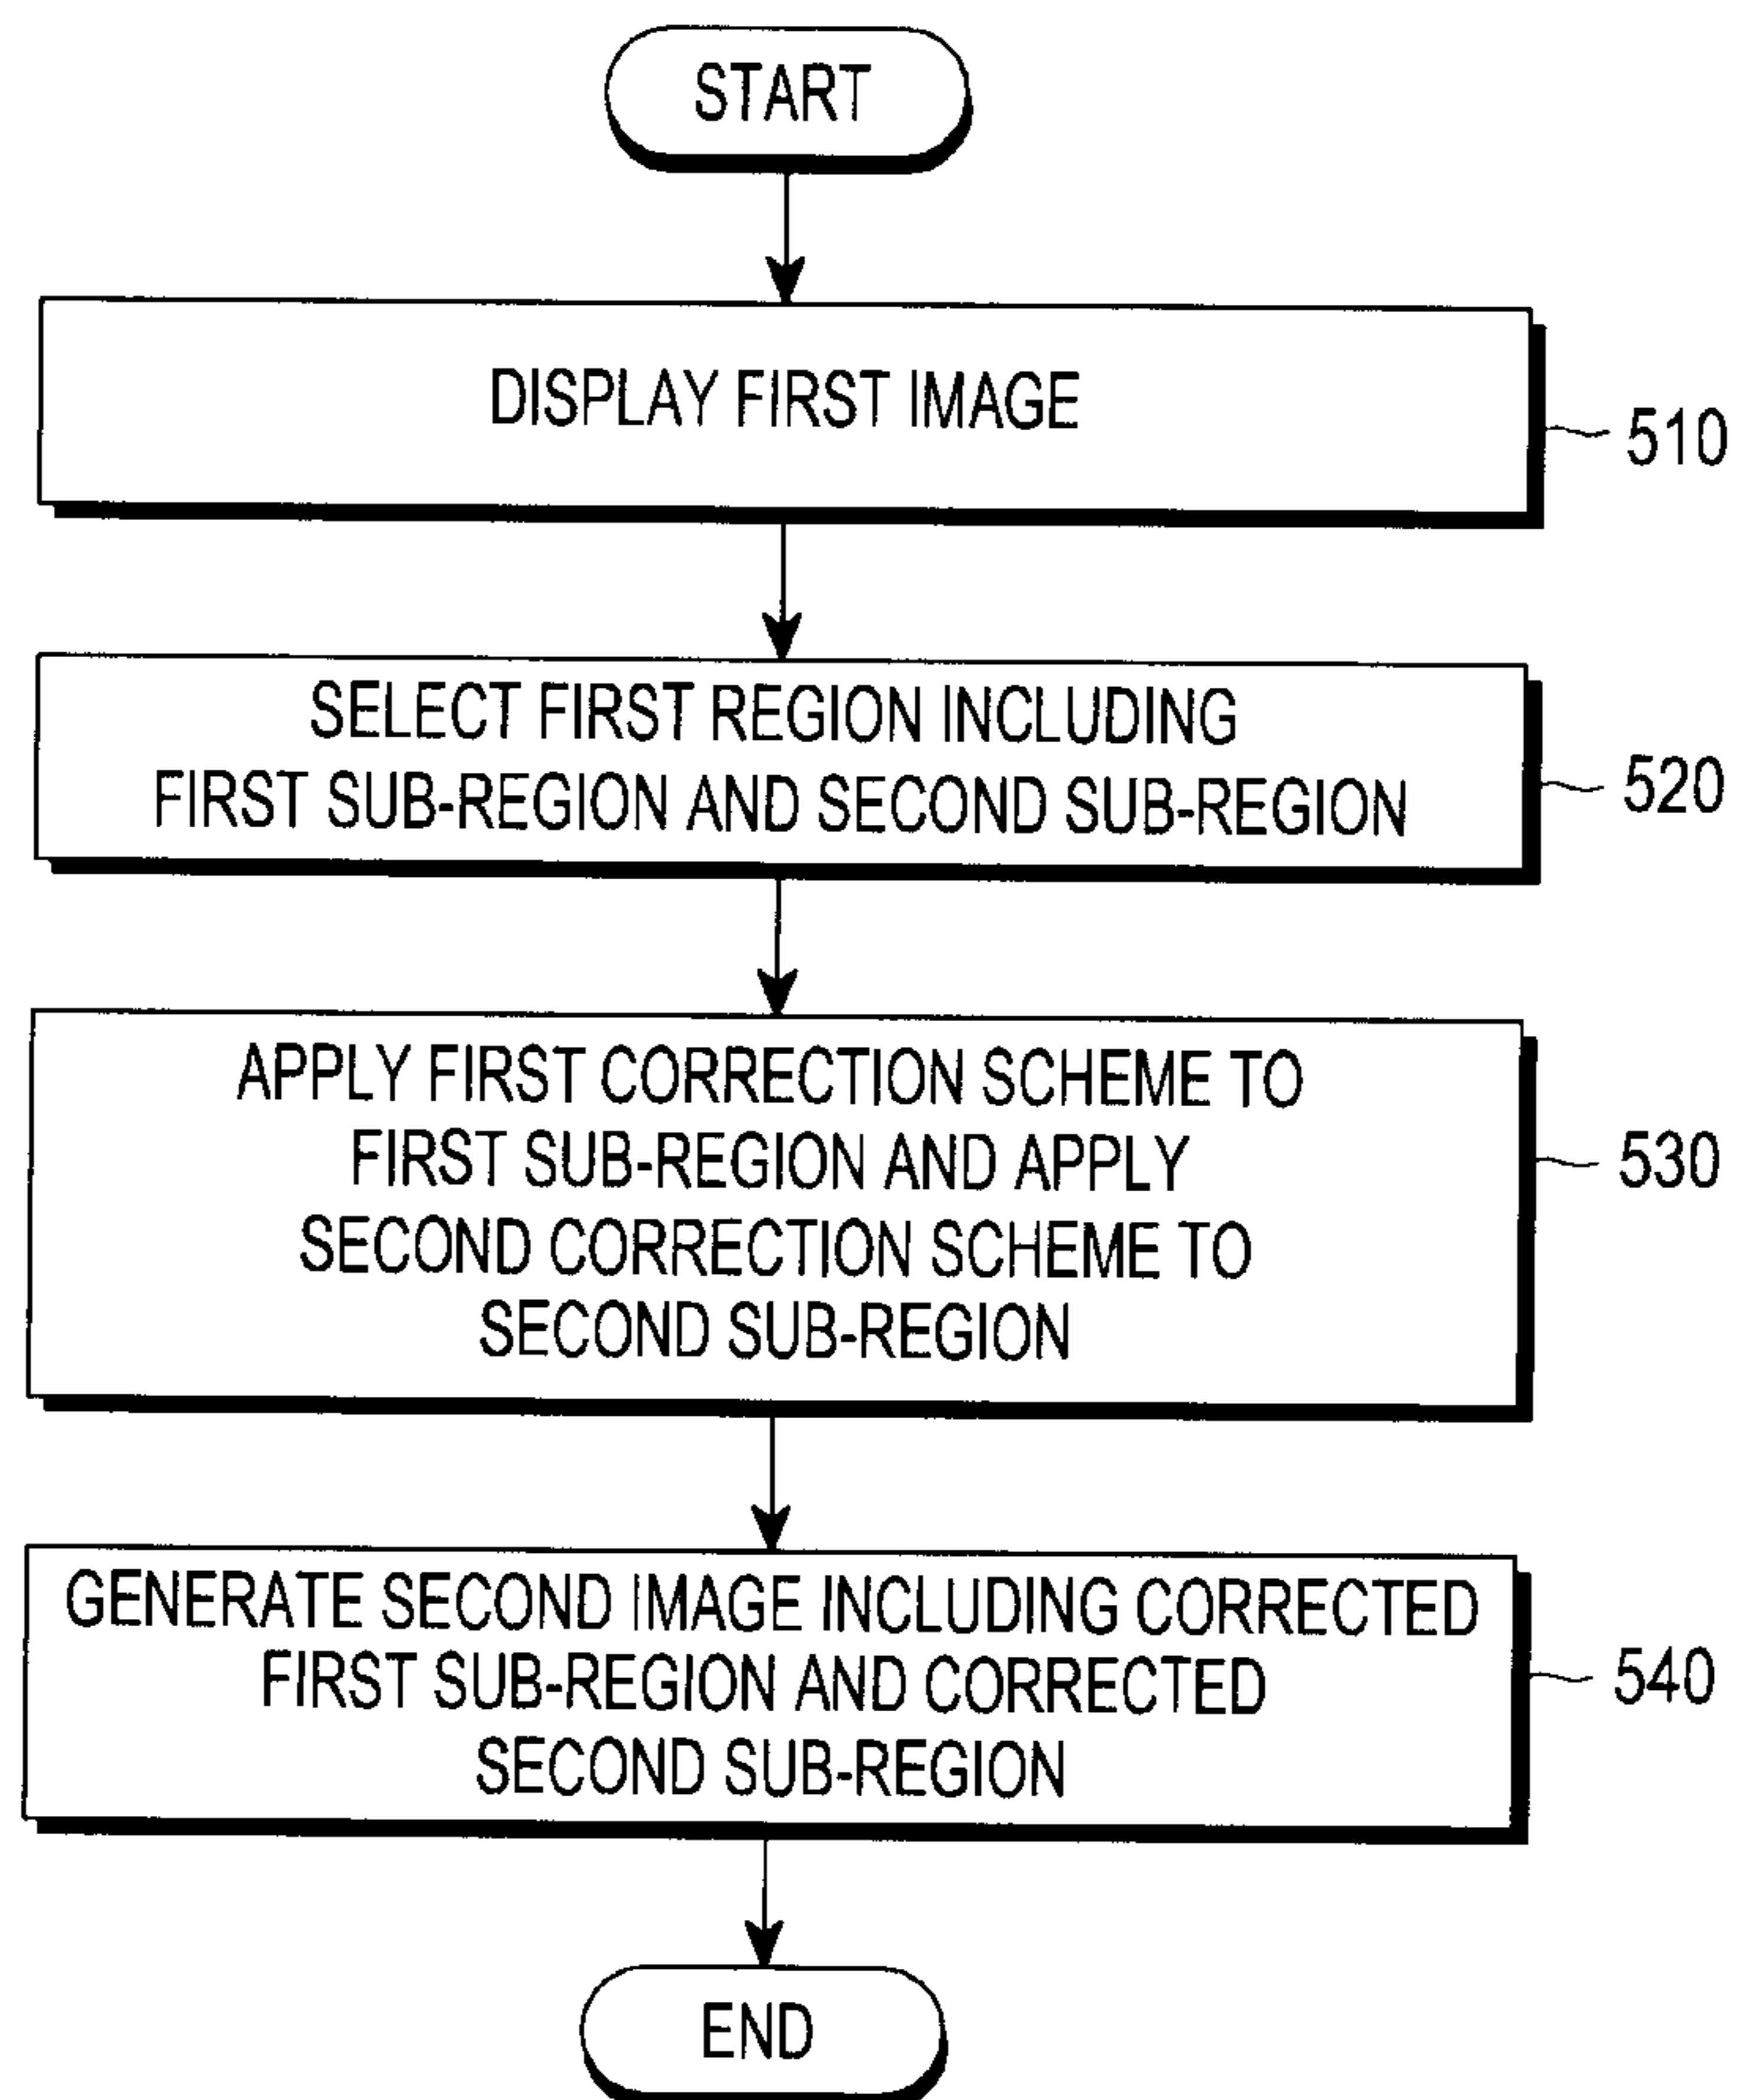 START
DISPLAY FIRST IMAGE
510
SELECT FIRST REGION INCLUDING
FIRST SUB-REGION AND SECOND SUB-REGION
520
APPLY FIRST CORRECTION SCHEME TO
FIRST SUB-REGION AND APPLY
SECOND CORRECTION SCHEME TO
SECOND SUB-REGION
530
GENERATE SECOND IMAGE INCLUDING CORRECTED
FIRST SUB-REGION AND CORRECTED
SECOND SUB-REGION
540
END